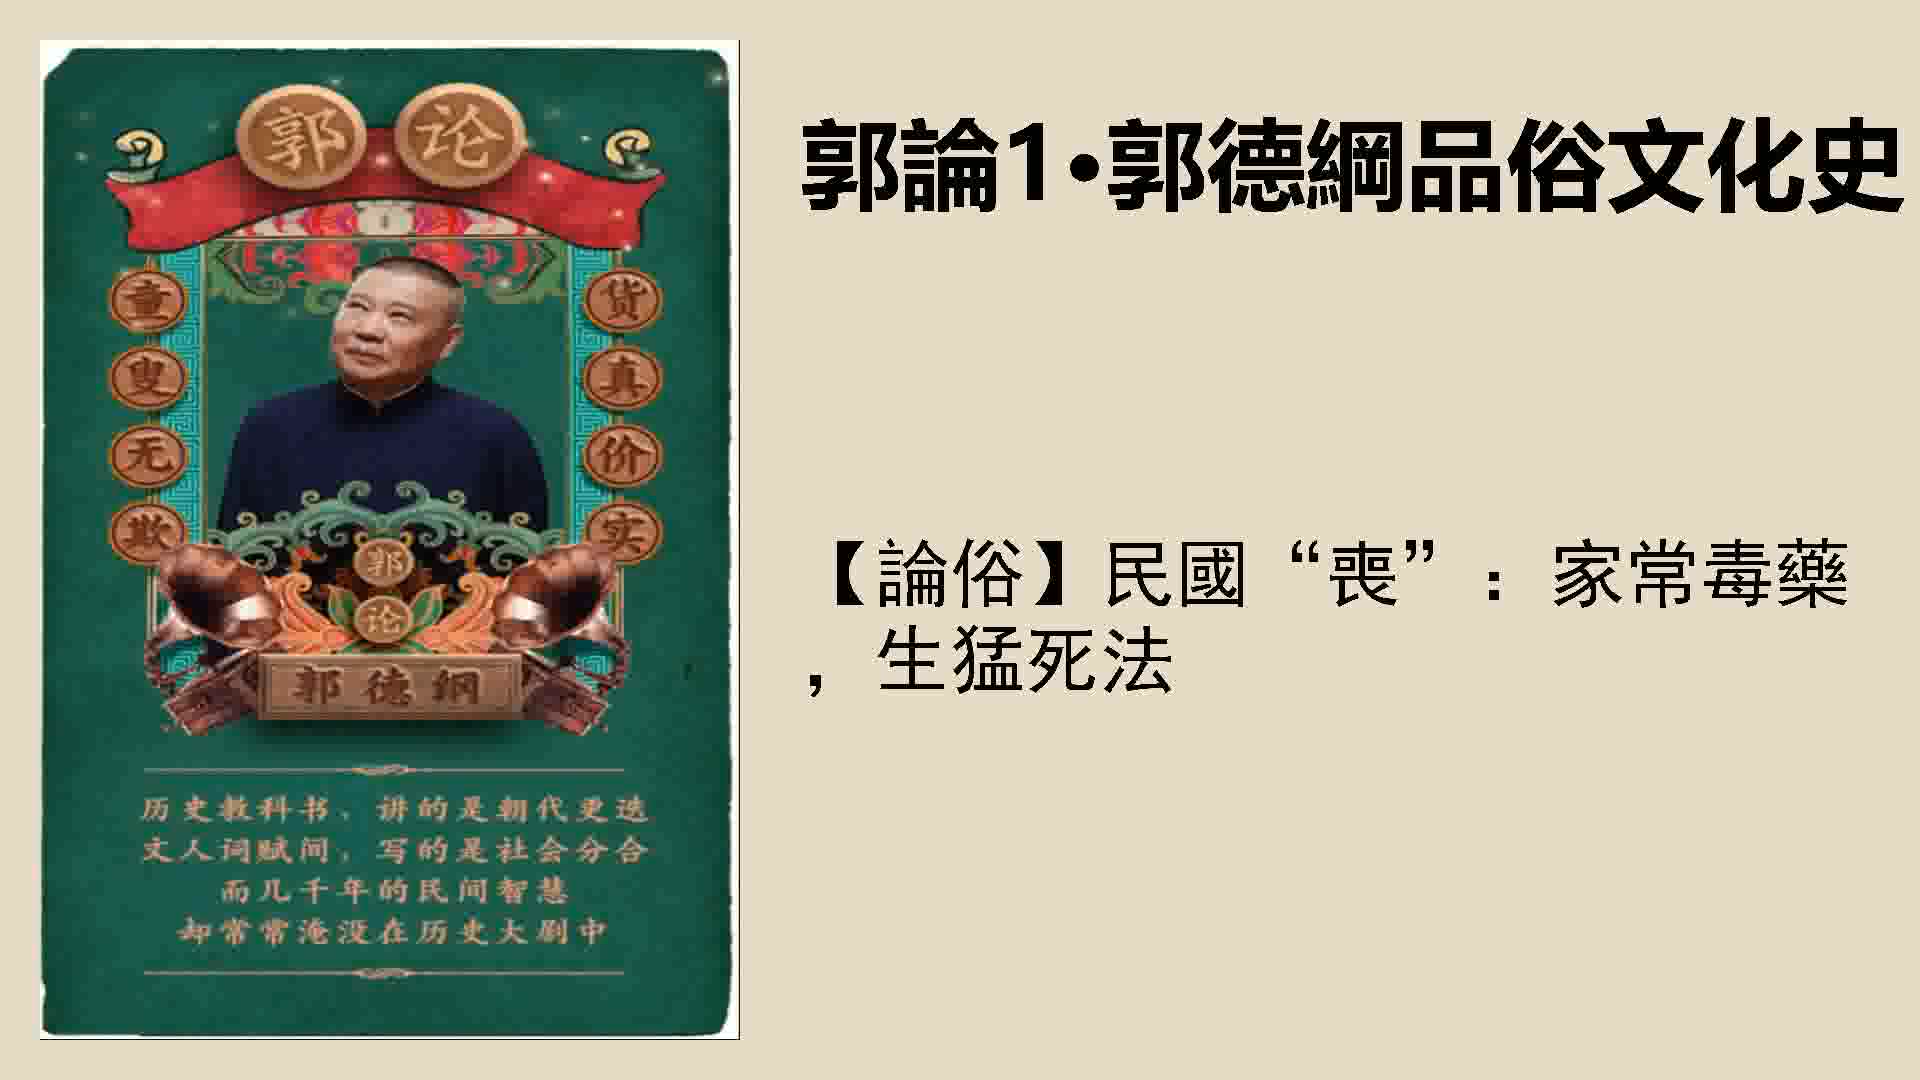 郭论
童叟无欺
货真价实
郭论
郭德纲
历史教科书，讲的是朝代更迭
文人词赋间，写的是社会分合
而几千年的民间智慧
却常常淹没在历史大剧中
郭論1·郭德綱品俗文化史
【論俗】民國“喪”：家常毒藥
，生猛死法